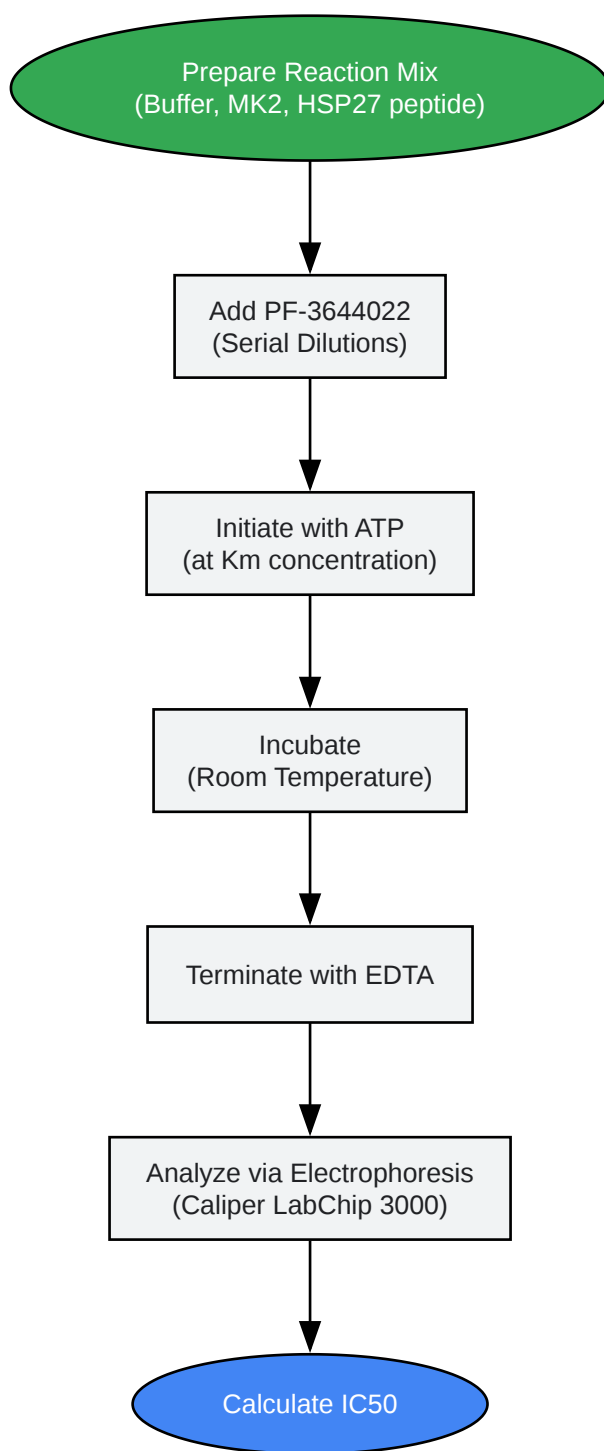 Prepare Reaction Mix
(Buffer, MK2, HSP27 peptide)
Add PF-3644022
(Serial Dilutions)
Initiate with ATP
(at Km concentration)
Incubate
(Room Temperature)
Terminate with EDTA
Analyze via Electrophoresis
(Caliper LabChip 3000)
Calculate IC50